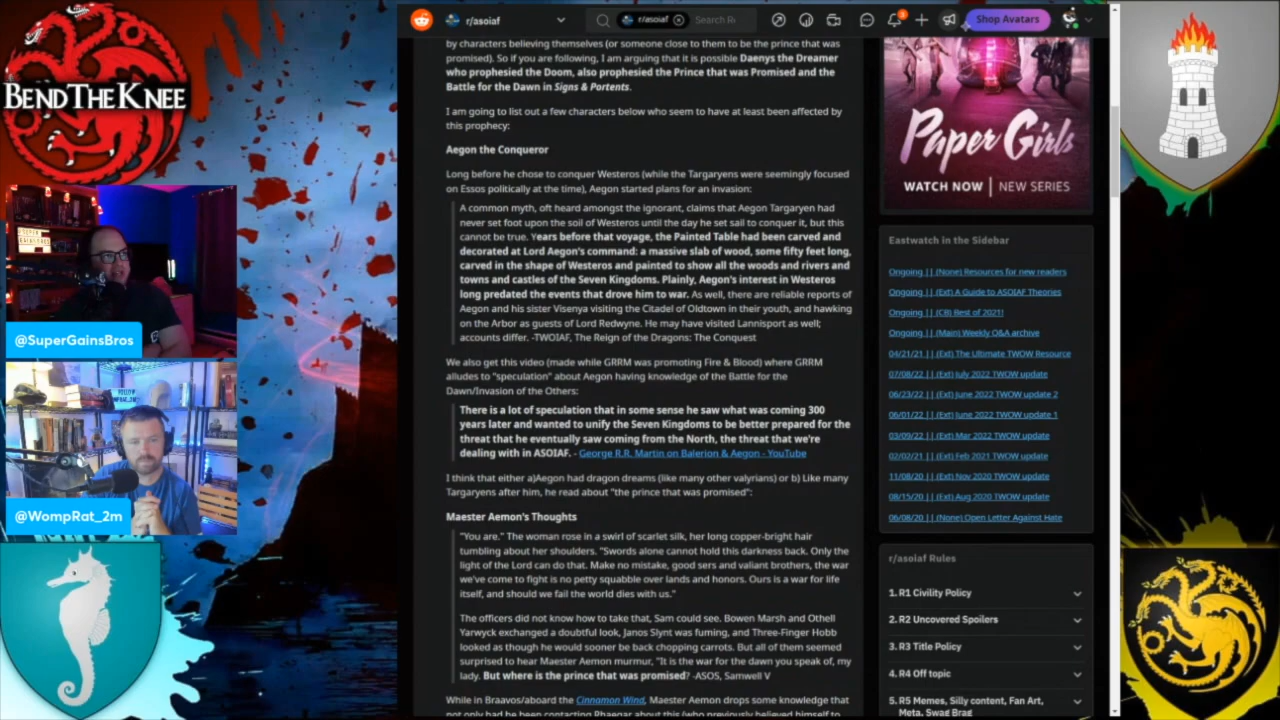 BENDTHEKNEE
@SuperGainsBros
@WompRat_2m
r/asoiaf
r/asoiaf
Search Re
Shop Avatars
by characters believing themselves (or someone close to them to be the prince that was
promised). So if you are following, I am arguing that it is possible Daenys the Dreamer
who prophesied the Doom, also prophesied the Prince that was Promised and the
Battle for the Dawn in Signs & Portents.
I am going to list out a few characters below who seem to have at least been affected by
this prophecy:
Aegon the Conqueror
Long before he chose to conquer Westeros (while the Targaryens were seemingly focused
on Essos politically at the time), Aegon started plans for an invasion:
A common myth, oft heard amongst the ignorant, claims that Aegon Targaryen had
never set foot upon the soil of Westeros until the day he set sail to conquer it, but this
cannot be true. Years before that voyage, the Painted Table had been carved and
decorated at Lord Aegon's command: a massive slab of wood, some fifty feet long,
carved in the shape of Westeros and painted to show all the woods and rivers and
towns and castles of the Seven Kingdoms. Plainly, Aegon's interest in Westeros
long predated the events that drove him to war. As well, there are reliable reports of
Aegon and his sister Visenya visiting the Citadel of Oldtown in their youth, and hawking
on the Arbor as guests of Lord Redwyne. He may have visited Lannisport as well;
accounts differ. -TWOIAF, The Reign of the Dragons: The Conquest
We also get this video (made while GRRM was promoting Fire & Blood) where GRRM
alludes to "speculation" about Aegon having knowledge of the Battle for the
Dawn/Invasion of the Others:
There is a lot of speculation that in some sense he saw what was coming 300
years later and wanted to unify the Seven Kingdoms to be better prepared for the
threat that he eventually saw coming from the North, the threat that we're
dealing with in ASOIAF. - George R.R. Martin on Balerion & Aegon - YouTube
I think that either a)Aegon had dragon dreams (like many other valyrians) or b) Like many
Targaryens after him, he read about "the prince that was promised":
Maester Aemon's Thoughts
"You are." The woman rose in a swirl of scarlet silk, her long copper-bright hair
tumbling about her shoulders. "Swords alone cannot hold this darkness back. Only the
light of the Lord can do that. Make no mistake, good sers and valiant brothers, the war
we've come to fight is no petty squabble over lands and honors. Ours is a war for life
itself, and should we fail the world dies with us."
The officers did not know how to take that, Sam could see. Bowen Marsh and Othell
Yarwyck exchanged a doubtful look, Janos Slynt was fuming, and Three-Finger Hobb
looked as though he would sooner be back chopping carrots. But all of them seemed
surprised to hear Maester Aemon murmur, "It is the war for the dawn you speak of, my
lady. But where is the prince that was promised? -ASOS, Samwell V
While in Braavos/aboard the Cinnamon Wind, Maester Aemon drops some knowledge that
not only had he been contacting Rhaegar about this (who previously believed himself to
Paper Girls
WATCH NOW | NEW SERIES
Eastwatch in the Sidebar
Ongoing || (None) Resources for new readers
Ongoing || (Ext) A Guide to ASOIAF Theories
Ongoing || (CB) Best of 2021!
Ongoing || (Main) Weekly Q&A archive
04/21/21 || (Ext) The Ultimate TWOW Resource
07/08/22 || (Ext) July 2022 TWOW update
06/23/22 || (Ext) June 2022 TWOW update 2
06/01/22 || (Ext) June 2022 TWOW update 1
03/09/22 || (Ext) Mar 2022 TWOW update
02/02/21 || (Ext) Feb 2021 TWOW update
11/08/20 || (Ext) Nov 2020 TWOW update
08/15/20 || (Ext) Aug 2020 TWOW update
06/08/20 || (None) Open Letter Against Hate
r/asoiaf Rules
1. R1 Civility Policy
2. R2 Uncovered Spoilers
3. R3 Title Policy
4. R4 Off topic
5. R5 Memes, Silly content, Fan Art,
Meta, Swag Brag